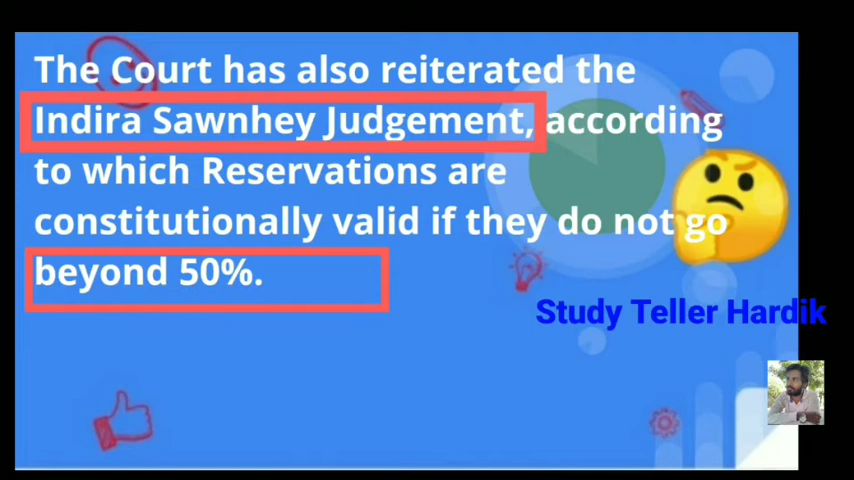 The Court has also reiterated the
Indira Sawnhey Judgement, according
to which Reservations are
constitutionally valid if they do not go
beyond 50%.
Study Teller Hardik